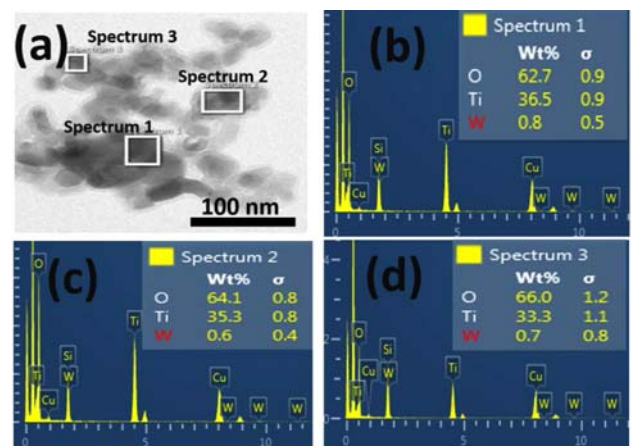 (a)
Spectrum 3
Spectrum 2
Spectrum 1
100 nm
(b)
Spectrum 1
Wt% σ
O 62.7 0.9
Ti 36.5 0.9
W 0.8 0.5
O
Ti
Cu
Si
W
Ti
Cu
W
W
W
5
10
(c)
Spectrum 2
Wt% σ
O 64.1 0.8
Ti 35.3 0.8
W 0.6 0.4
O
Ti
Cu
Si
W
Ti
Cu
W
W
W
5
10
(d)
Spectrum 3
Wt% σ
O 66.0 1.2
Ti 33.3 1.1
W 0.7 0.8
4
2
0
O
Ti
Cu
Si
W
Ti
Cu
W
W
W
0
5
10